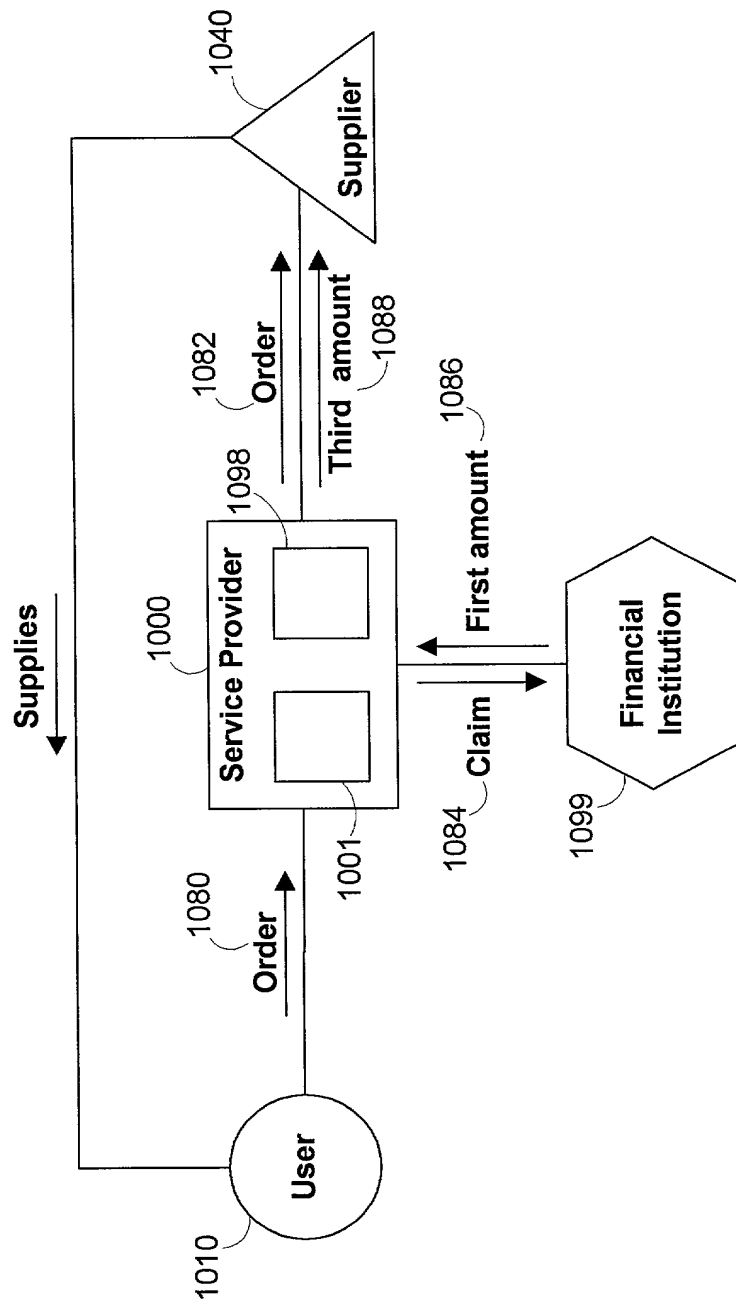 Supplies
1000
Service Provider
1098
1001
1080
Order
1082
Order
Third amount
1088
1040
Supplier
User
1010
1084
Claim
First amount
1086
Financial
Institution
1099